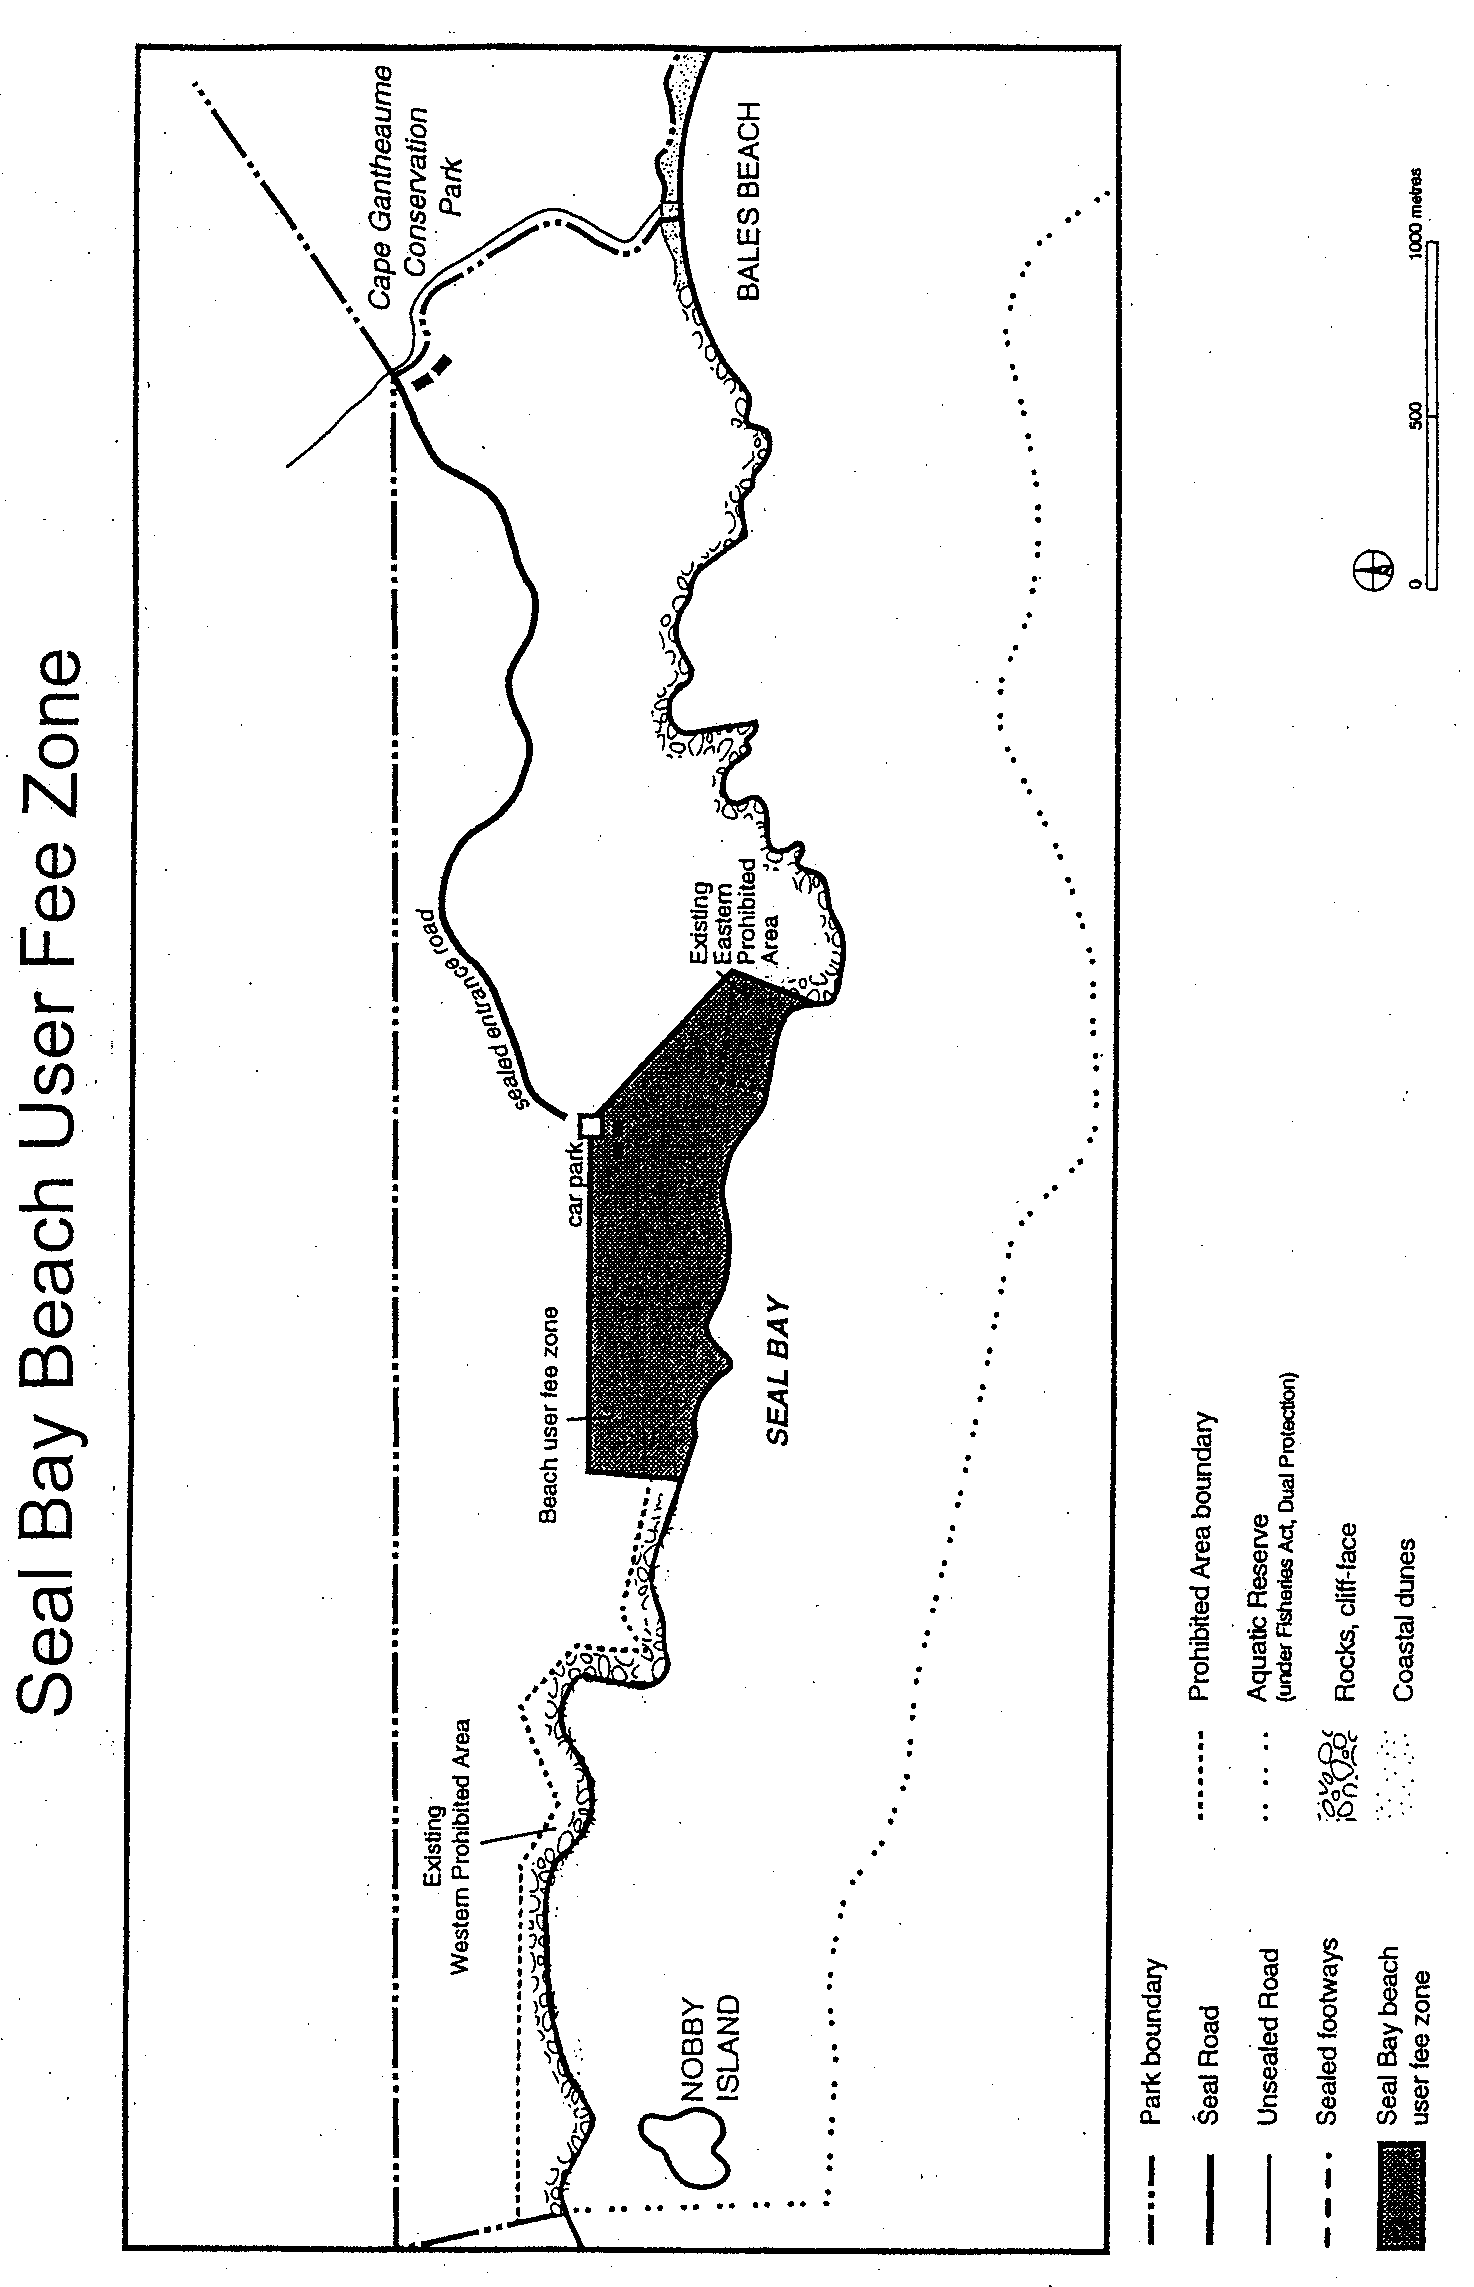 Seal Bay Beach User Fee Zone
Cape Gantheaume
Conservation
Park
BALES BEACH
sealed entrance road
car park
Existing
Eastern
Prohibited
Area
Beach user fee zone
SEAL BAY
Existing
Western Prohibited Area
NOBBY
ISLAND
Park boundary
Seal Road
Unsealed Road
Sealed footways
Seal Bay beach
user fee zone
Prohibited Area boundary
Aquatic Reserve
(under Fisheries Act, Dual Protection)
Rocks, cliff-face
Coastal dunes
N
0 500 1000 metres